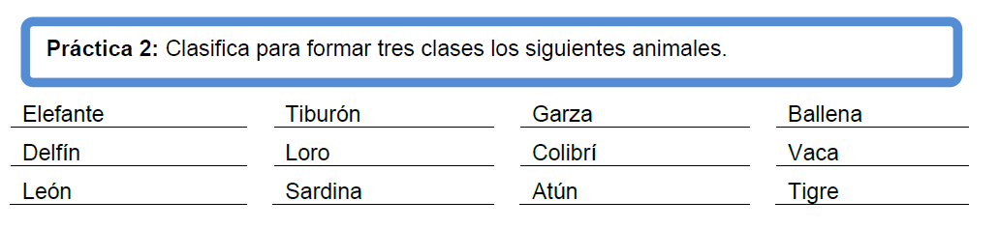 Práctica 2: Clasifica para formar tres clases los siguientes animales.
Elefante Tiburón Garza Ballena
Delfín Loro Colibrí Vaca
León Sardina Atún Tigre